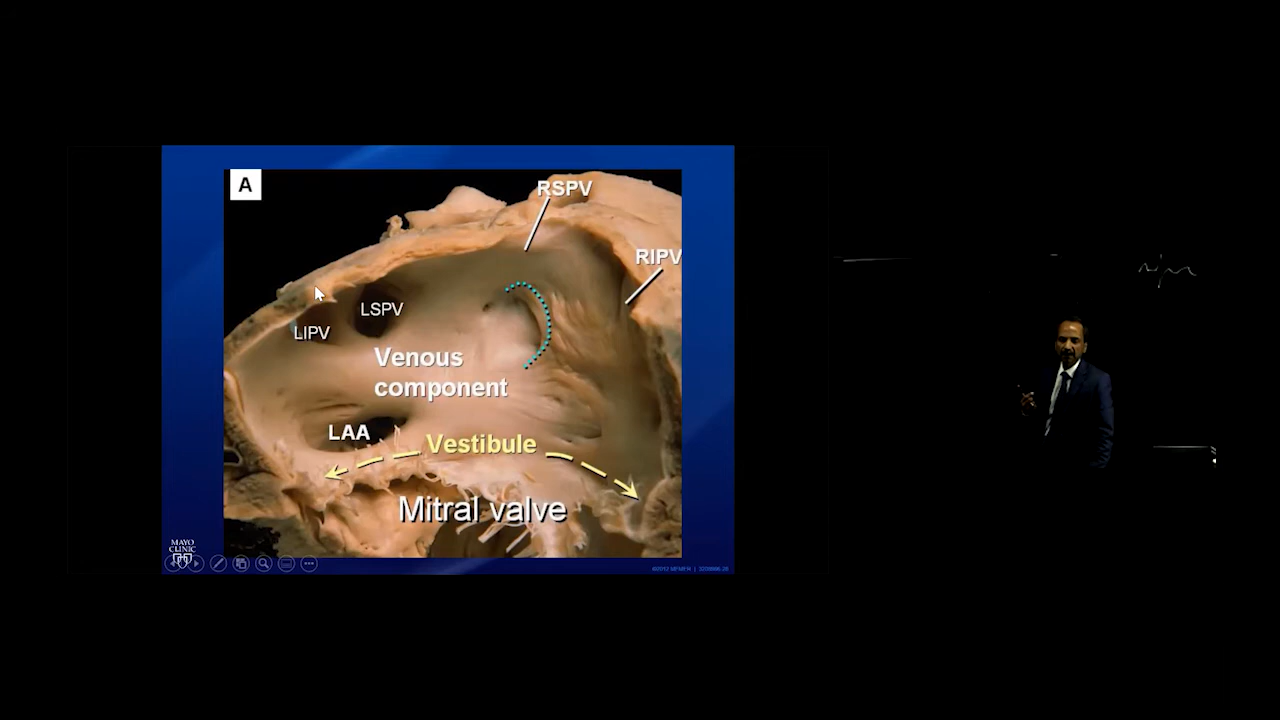 A
RSPV
RIPV
LSPV
LIPV
Venous
component
LAA
Vestibule
Mitral valve
MAYO
CLINIC